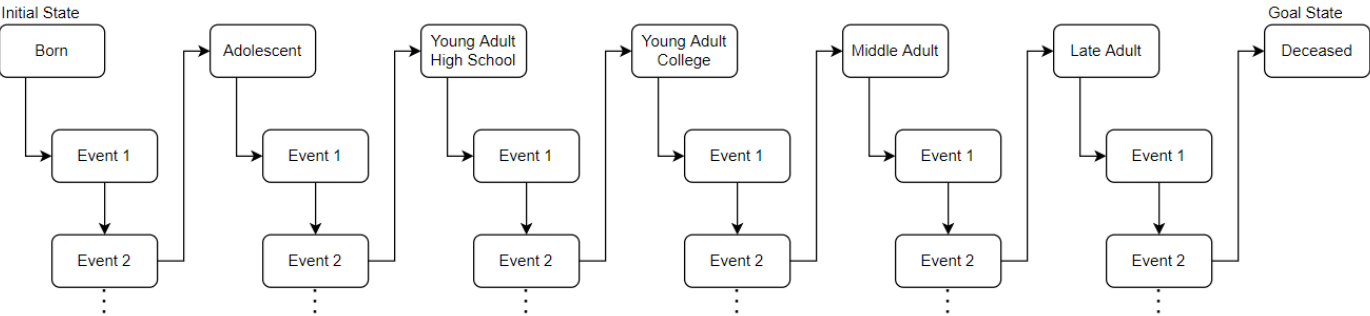 Initial State
Goal State
Born
Adolescent
Young Adult
High School
Young Adult
College
Middle Adult
Late Adult
Deceased
Event 1
Event 1
Event 1
Event 1
Event 1
Event 1
Event 2
Event 2
Event 2
Event 2
Event 2
Event 2